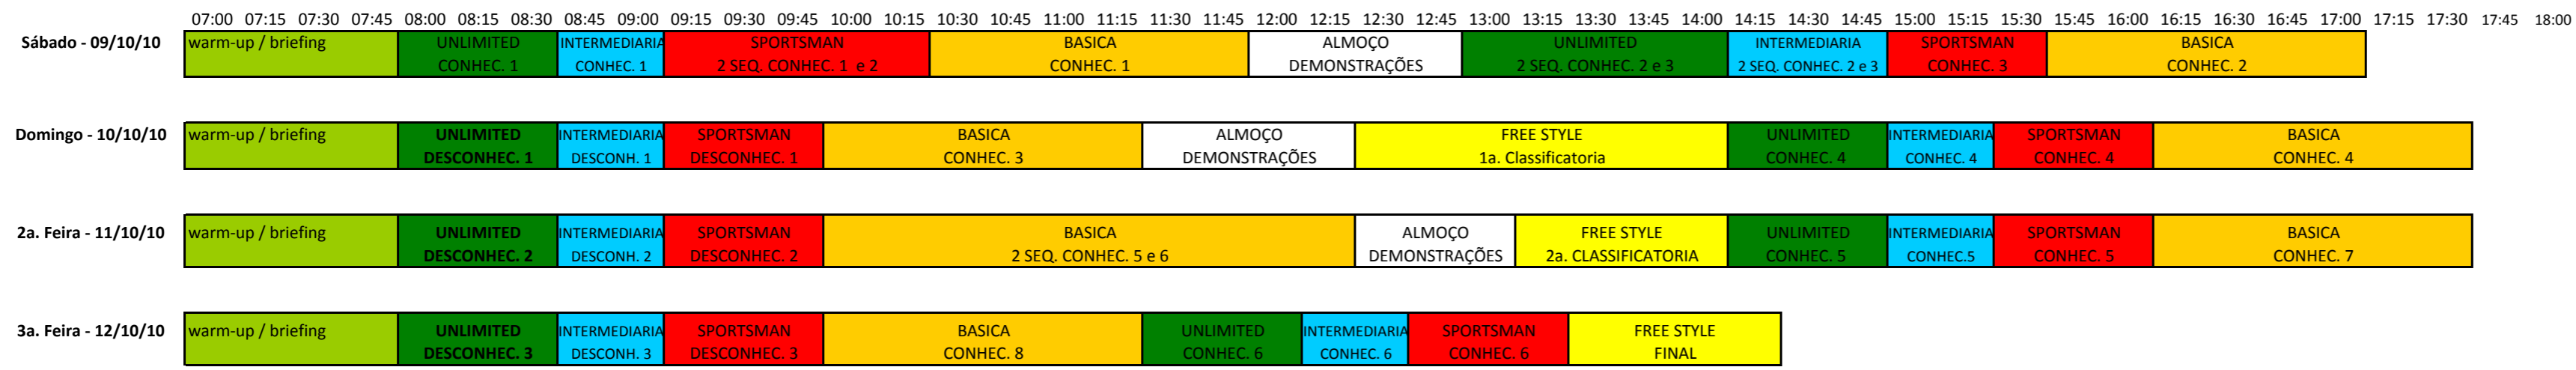 07:00 07:15 07:30 07:45 08:00 08:15 08:30 08:45 09:00 09:15 09:30 09:45 10:00 10:15 10:30 10:45 11:00 11:15 11:30 11:45 12:00 12:15 12:30 12:45 13:00 13:15 13:30 13:45 14:00 14:15 14:30 14:45 15:00 15:15 15:30 15:45 16:00 16:15 16:30 16:45 17:00 17:15 17:30 17:45 18:00
Sábado - 09/10/10 warm-up / briefing UNLIMITED INTERMEDIARIA SPORTSMAN BASICA ALMOÇO UNLIMITED INTERMEDIARIA SPORTSMAN BASICA
CONHEC. 1 CONHEC. 1 2 SEQ. CONHEC. 1 e 2 CONHEC. 1 DEMONSTRAÇÕES 2 SEQ. CONHEC. 2 e 3 2 SEQ. CONHEC. 2 e 3 CONHEC. 3 CONHEC. 2
Domingo - 10/10/10 warm-up / briefing UNLIMITED INTERMEDIARIA SPORTSMAN BASICA ALMOÇO FREE STYLE UNLIMITED INTERMEDIARIA SPORTSMAN BASICA
DESCONHEC. 1 DESCONH. 1 DESCONHEC. 1 CONHEC. 3 DEMONSTRAÇÕES 1a. Classificatoria CONHEC. 4 CONHEC. 4 CONHEC. 4 CONHEC. 4
2a. Feira - 11/10/10 warm-up / briefing UNLIMITED INTERMEDIARIA SPORTSMAN BASICA ALMOÇO FREE STYLE UNLIMITED INTERMEDIARIA SPORTSMAN BASICA
DESCONHEC. 2 DESCONH. 2 DESCONHEC. 2 2 SEQ. CONHEC. 5 e 6 DEMONSTRAÇÕES 2a. CLASSIFICATORIA CONHEC. 5 CONHEC.5 CONHEC. 5 CONHEC. 7
3a. Feira - 12/10/10 warm-up / briefing UNLIMITED INTERMEDIARIA SPORTSMAN BASICA UNLIMITED INTERMEDIARIA SPORTSMAN FREE STYLE
DESCONHEC. 3 DESCONH. 3 DESCONHEC. 3 CONHEC. 8 CONHEC. 6 CONHEC. 6 CONHEC. 6 FINAL